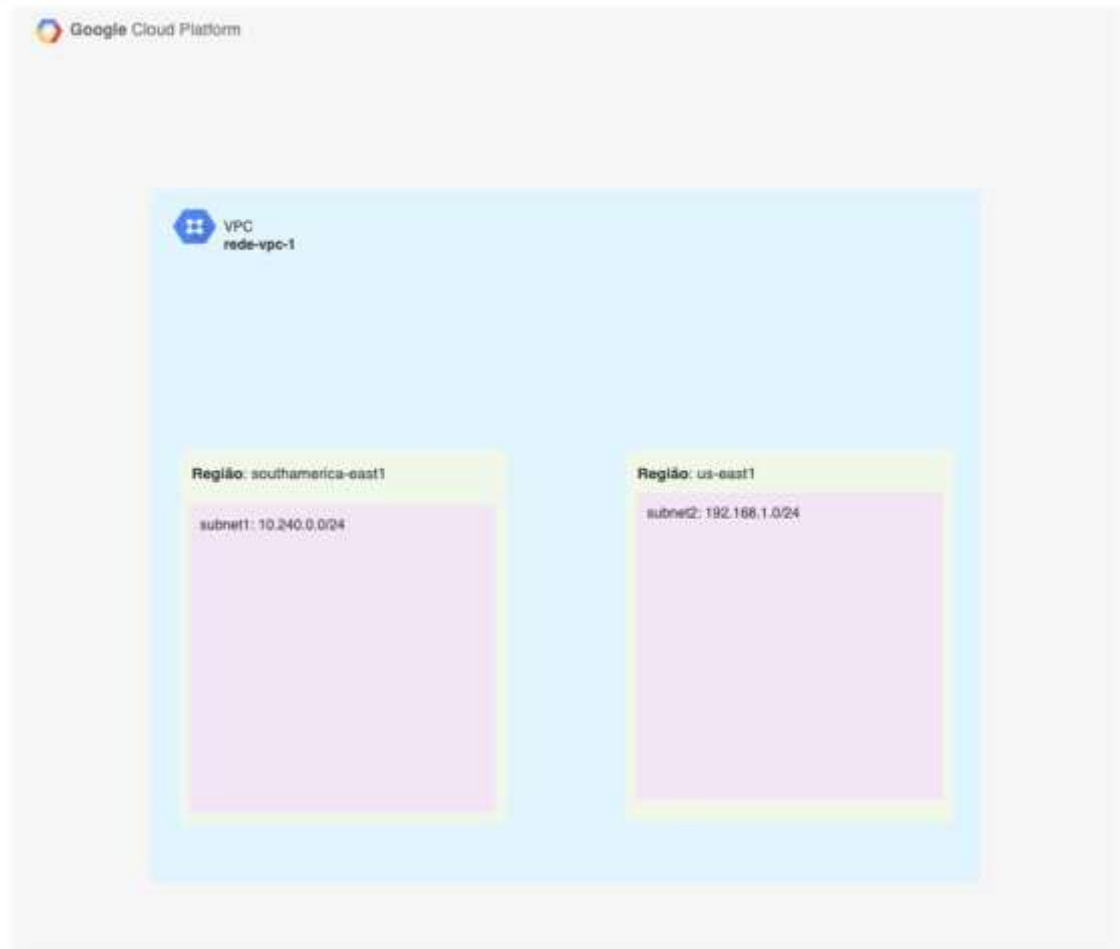 Google Cloud Platform
VPC
rede-vpc-1
Região: southamerica-east1
subnet1: 10.240.0.0/24
Região: us-east1
subnet2: 192.168.1.0/24